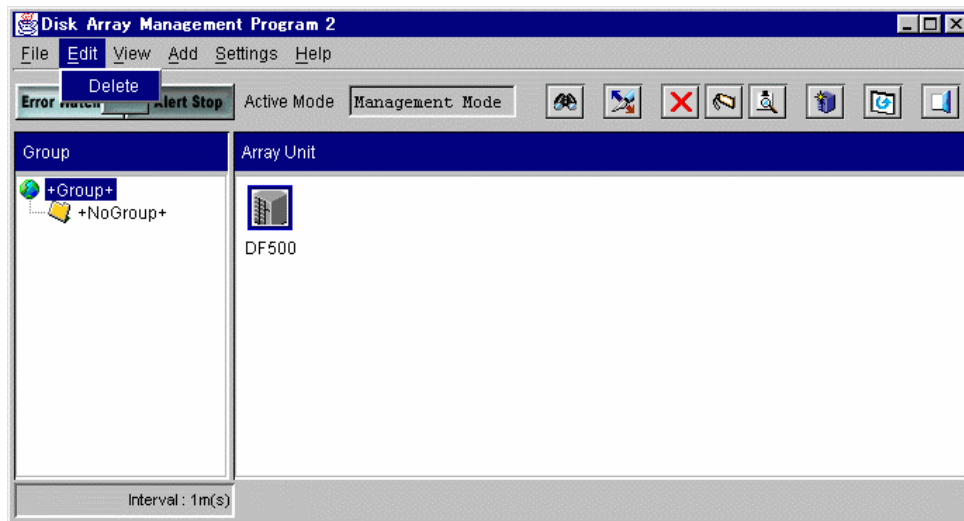 Disk Array Management Program 2
File Edit View Add Settings Help
Delete
Error Alert Stop Active Mode Management Mode
Group Array Unit
+Group+
+NoGroup+
DF500
Interval : 1m(s)